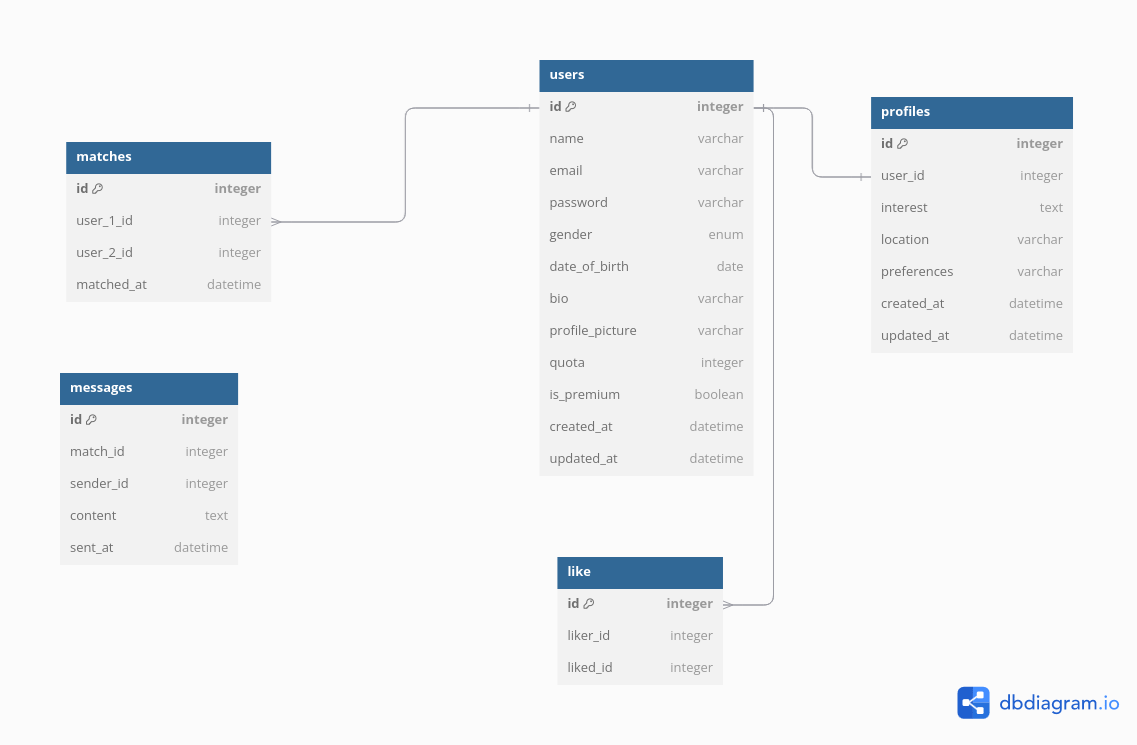 users
id integer
name varchar
email varchar
password varchar
gender enum
date_of_birth date
bio varchar
profile_picture varchar
quota integer
is_premium boolean
created_at datetime
updated_at datetime
profiles
id integer
user_id integer
interest text
location varchar
preferences varchar
created_at datetime
updated_at datetime
matches
id integer
user_1_id integer
user_2_id integer
matched_at datetime
messages
id integer
match_id integer
sender_id integer
content text
sent_at datetime
like
id integer
liker_id integer
liked_id integer
dbdiagram.io